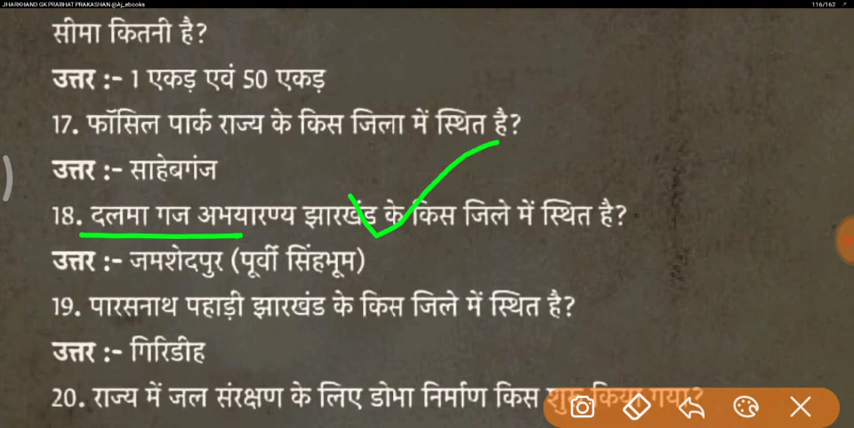 JHARKHAND GK PRABHAT PRAKASHAN @Aj_ebooks 116/162
सीमा कितनी है?
उत्तर :- 1 एकड़ एवं 50 एकड़
17. फॉसिल पार्क राज्य के किस जिला में स्थित है?
उत्तर :- साहेबगंज
18. दलमा गज अभयारण्य झारखंड के किस जिले में स्थित है?
उत्तर :- जमशेदपुर (पूर्वी सिंहभूम)
19. पारसनाथ पहाड़ी झारखंड के किस जिले में स्थित है?
उत्तर :- गिरिडीह
20. राज्य में जल संरक्षण के लिए डोभा निर्माण किस शुरू किया गया?